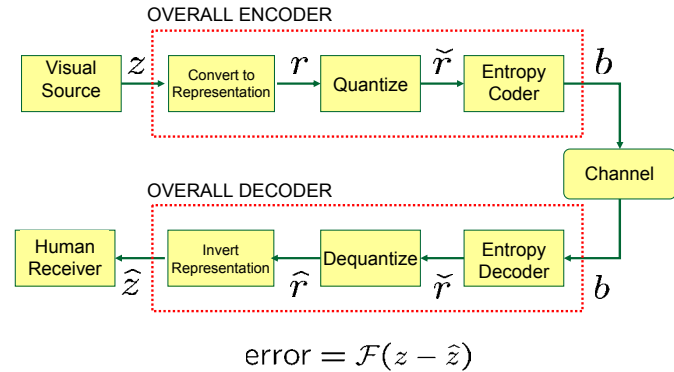 OVERALL ENCODER
Visual
Source
z
Convert to
Representation
r
Quantize
ř
Entropy
Coder
b
Channel
OVERALL DECODER
Human
Receiver
ẑ
Invert
Representation
r̂
Dequantize
ř
Entropy
Decoder
b
error = ℱ(z − ẑ)